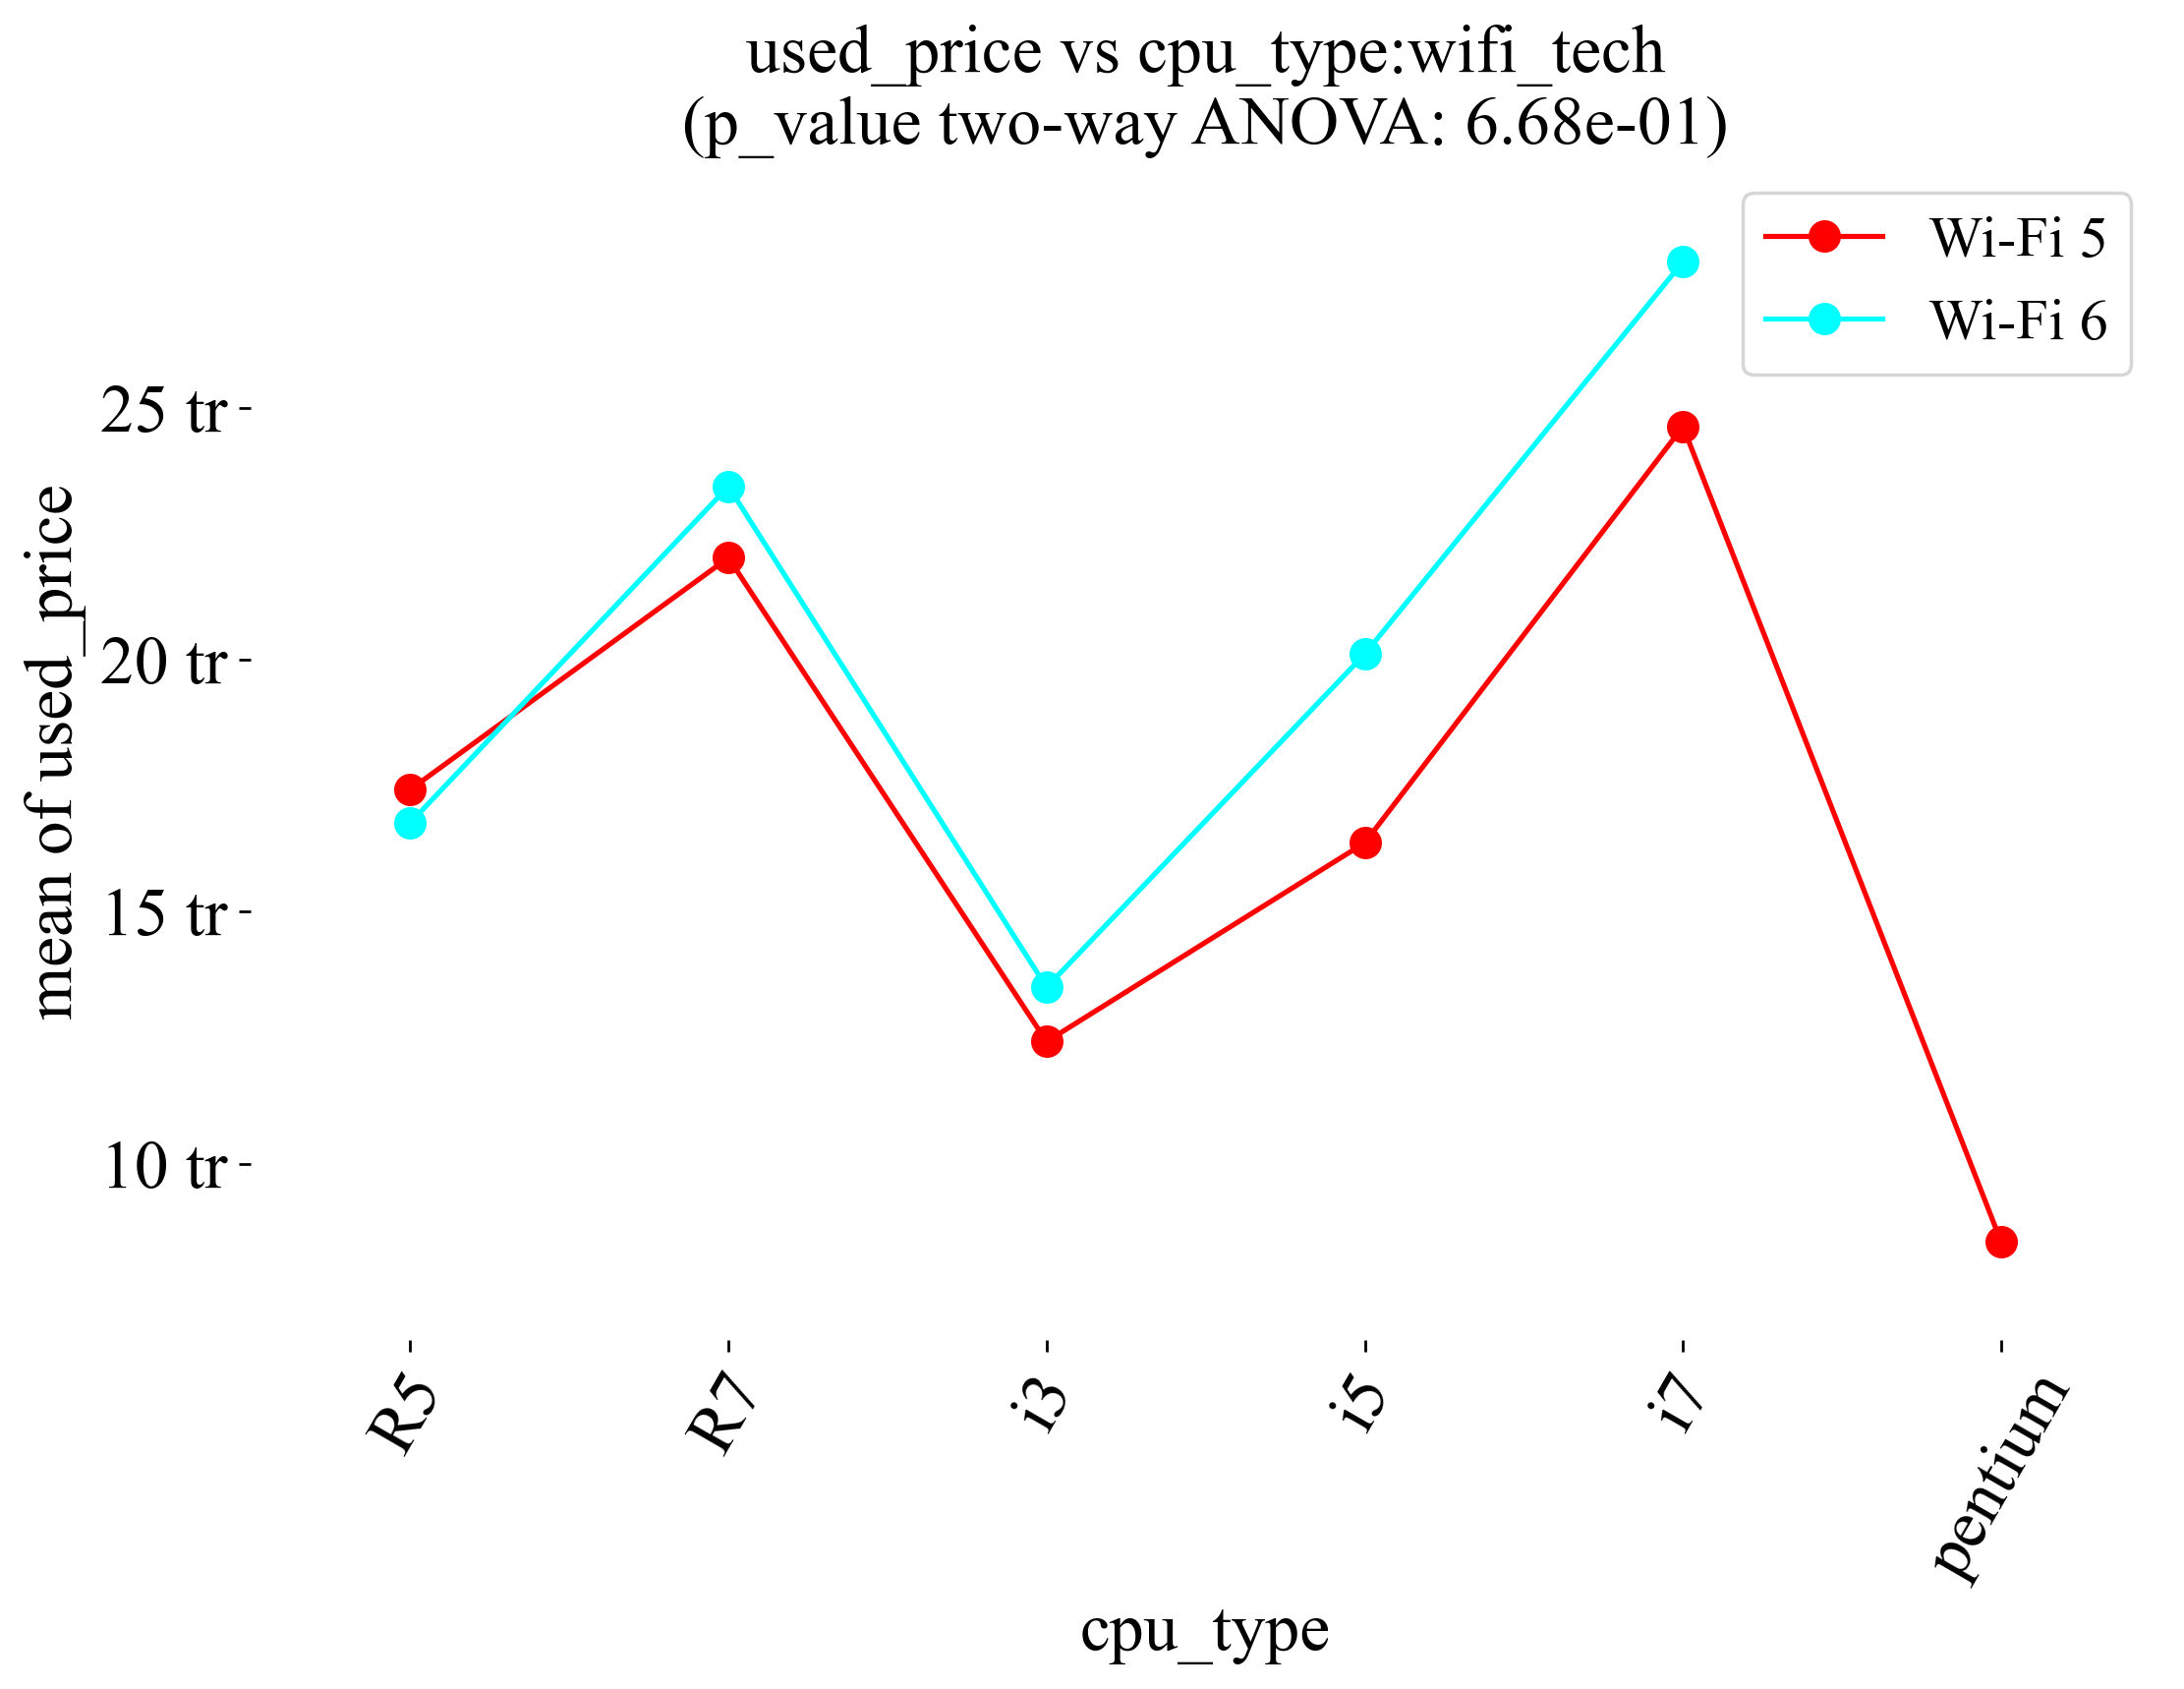 used_price vs cpu_type:wifi_tech
(p_value two-way ANOVA: 6.68e-01)
Wi-Fi 5
Wi-Fi 6
mean of used_price
25 tr
20 tr
15 tr
10 tr
R5
R7
i3
i5
i7
pentium
cpu_type